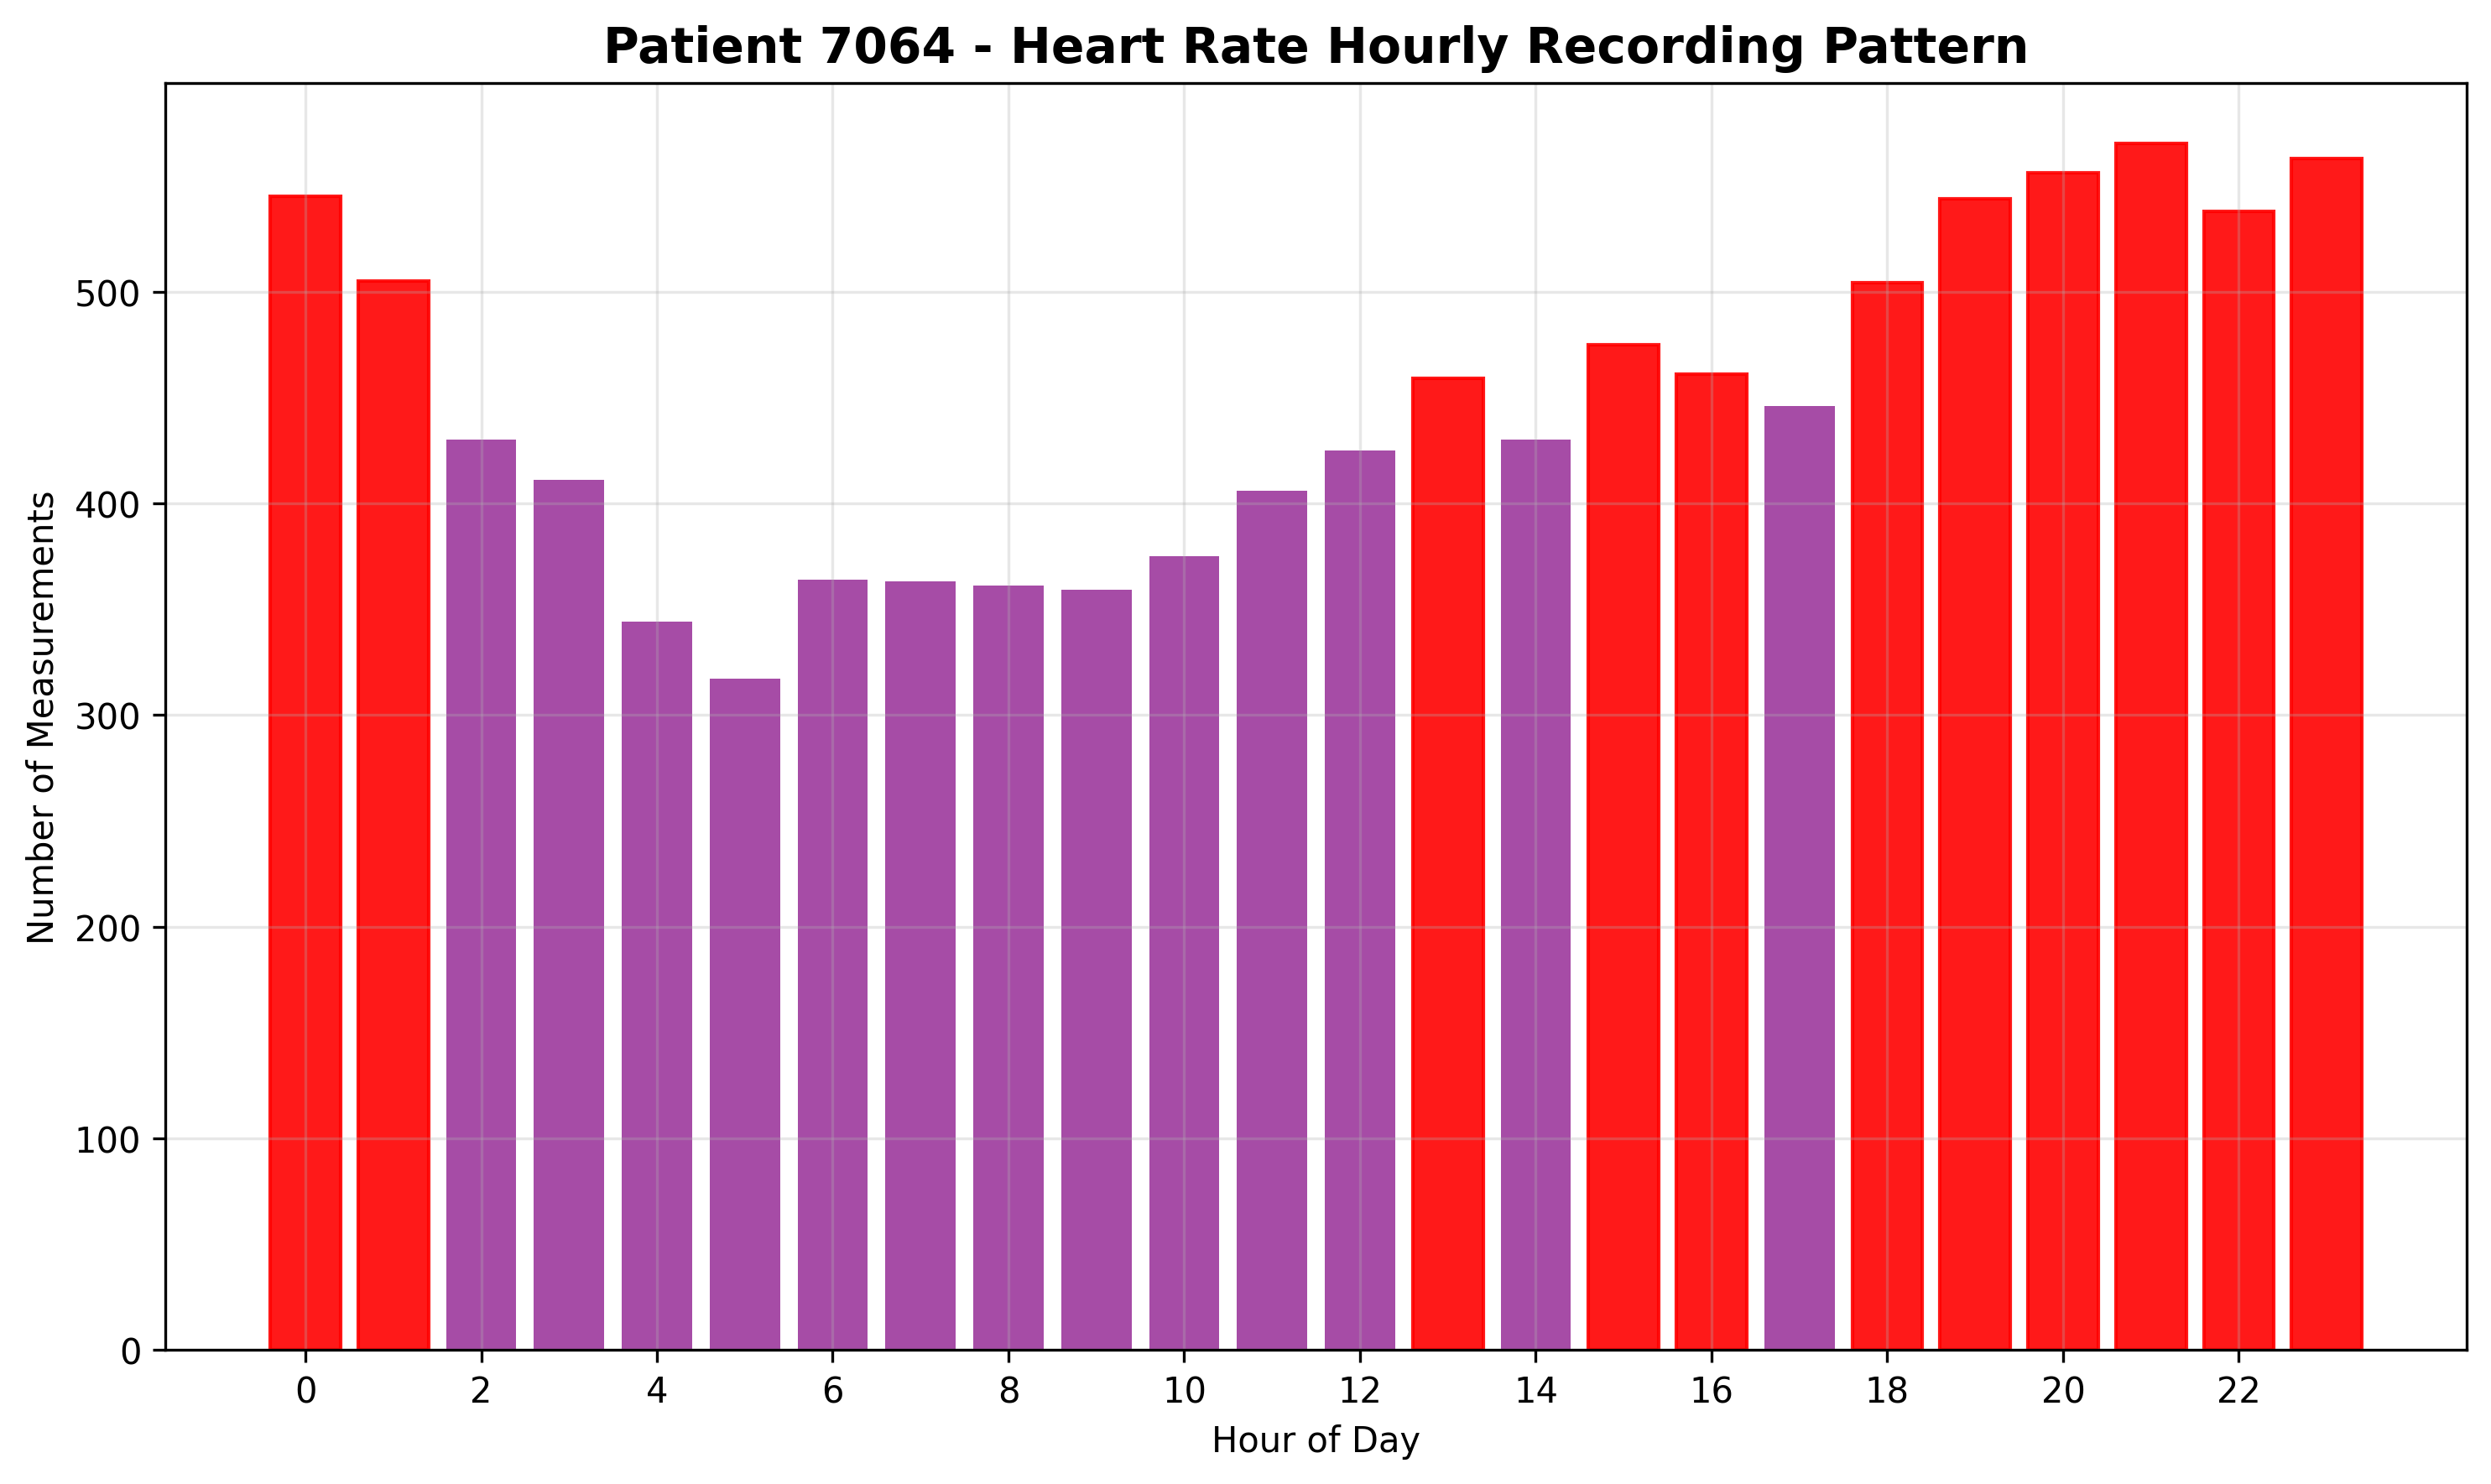 Patient 7064 - Heart Rate Hourly Recording Pattern
Number of Measurements
500
400
300
200
100
0
0 2 4 6 8 10 12 14 16 18 20 22
Hour of Day